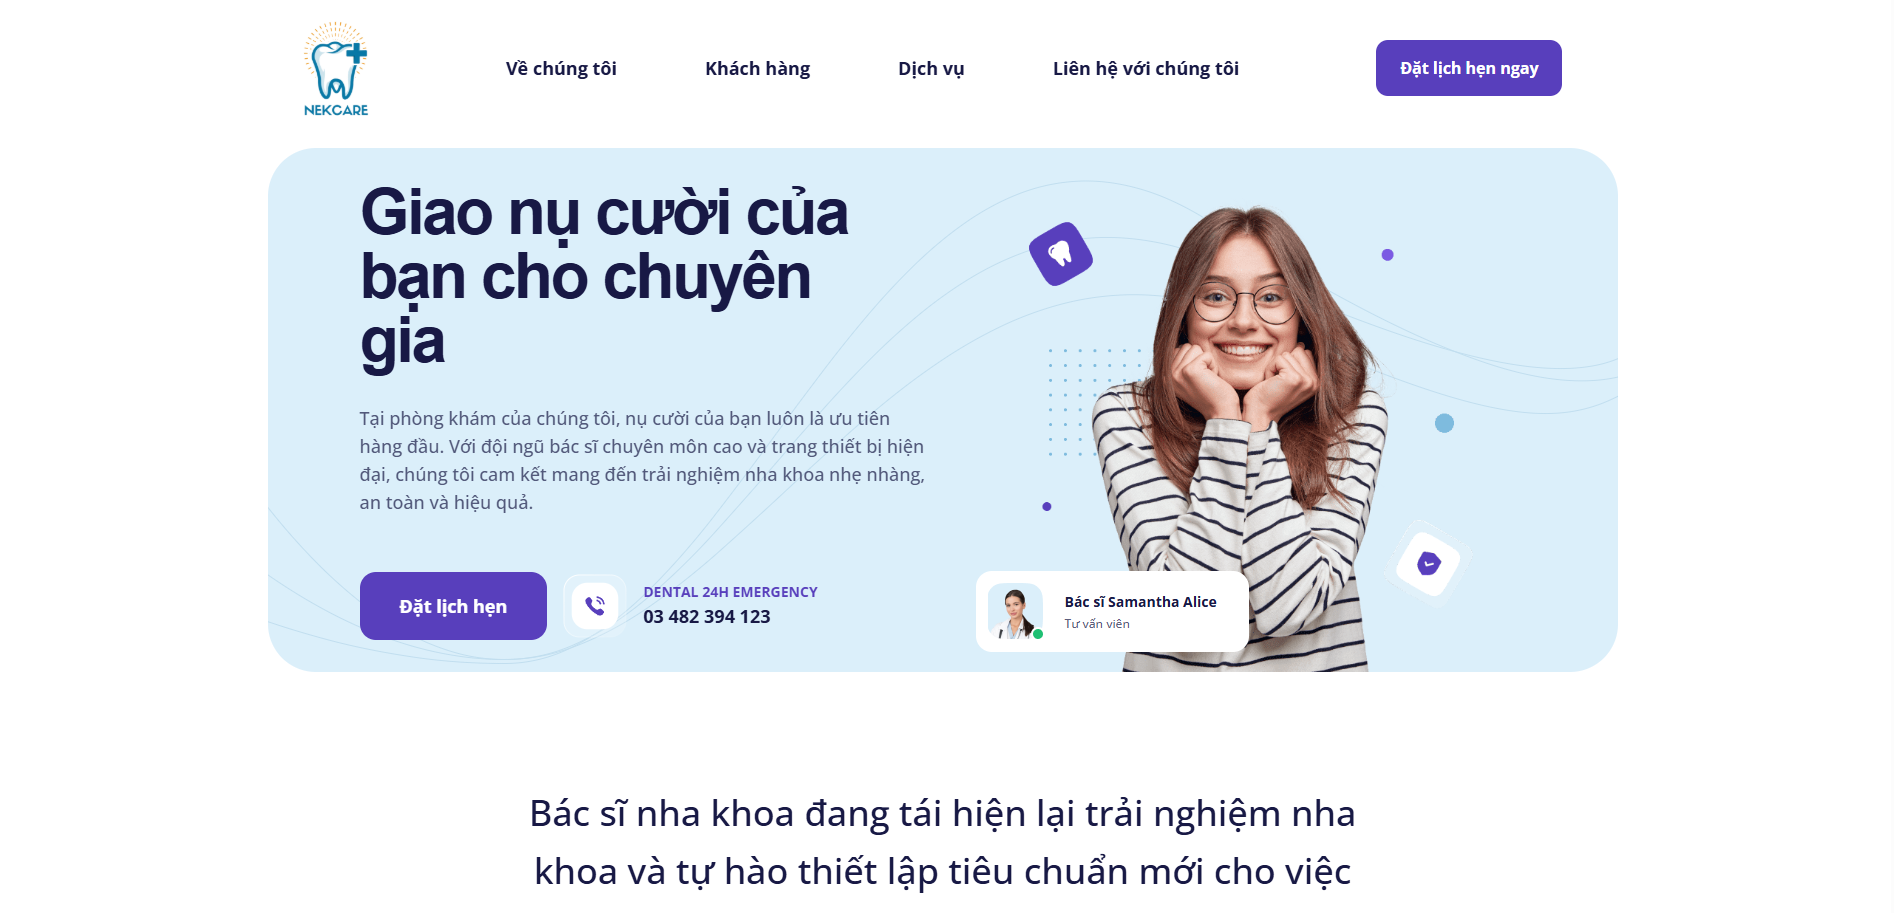 NEKCARE
Về chúng tôi
Khách hàng
Dịch vụ
Liên hệ với chúng tôi
Đặt lịch hẹn ngay
Giao nụ cười của
bạn cho chuyên
gia
Tại phòng khám của chúng tôi, nụ cười của bạn luôn là ưu tiên
hàng đầu. Với đội ngũ bác sĩ chuyên môn cao và trang thiết bị hiện
đại, chúng tôi cam kết mang đến trải nghiệm nha khoa nhẹ nhàng,
an toàn và hiệu quả.
Đặt lịch hẹn
DENTAL 24H EMERGENCY
03 482 394 123
Bác sĩ Samantha Alice
Tư vấn viên
Bác sĩ nha khoa đang tái hiện lại trải nghiệm nha
khoa và tự hào thiết lập tiêu chuẩn mới cho việc